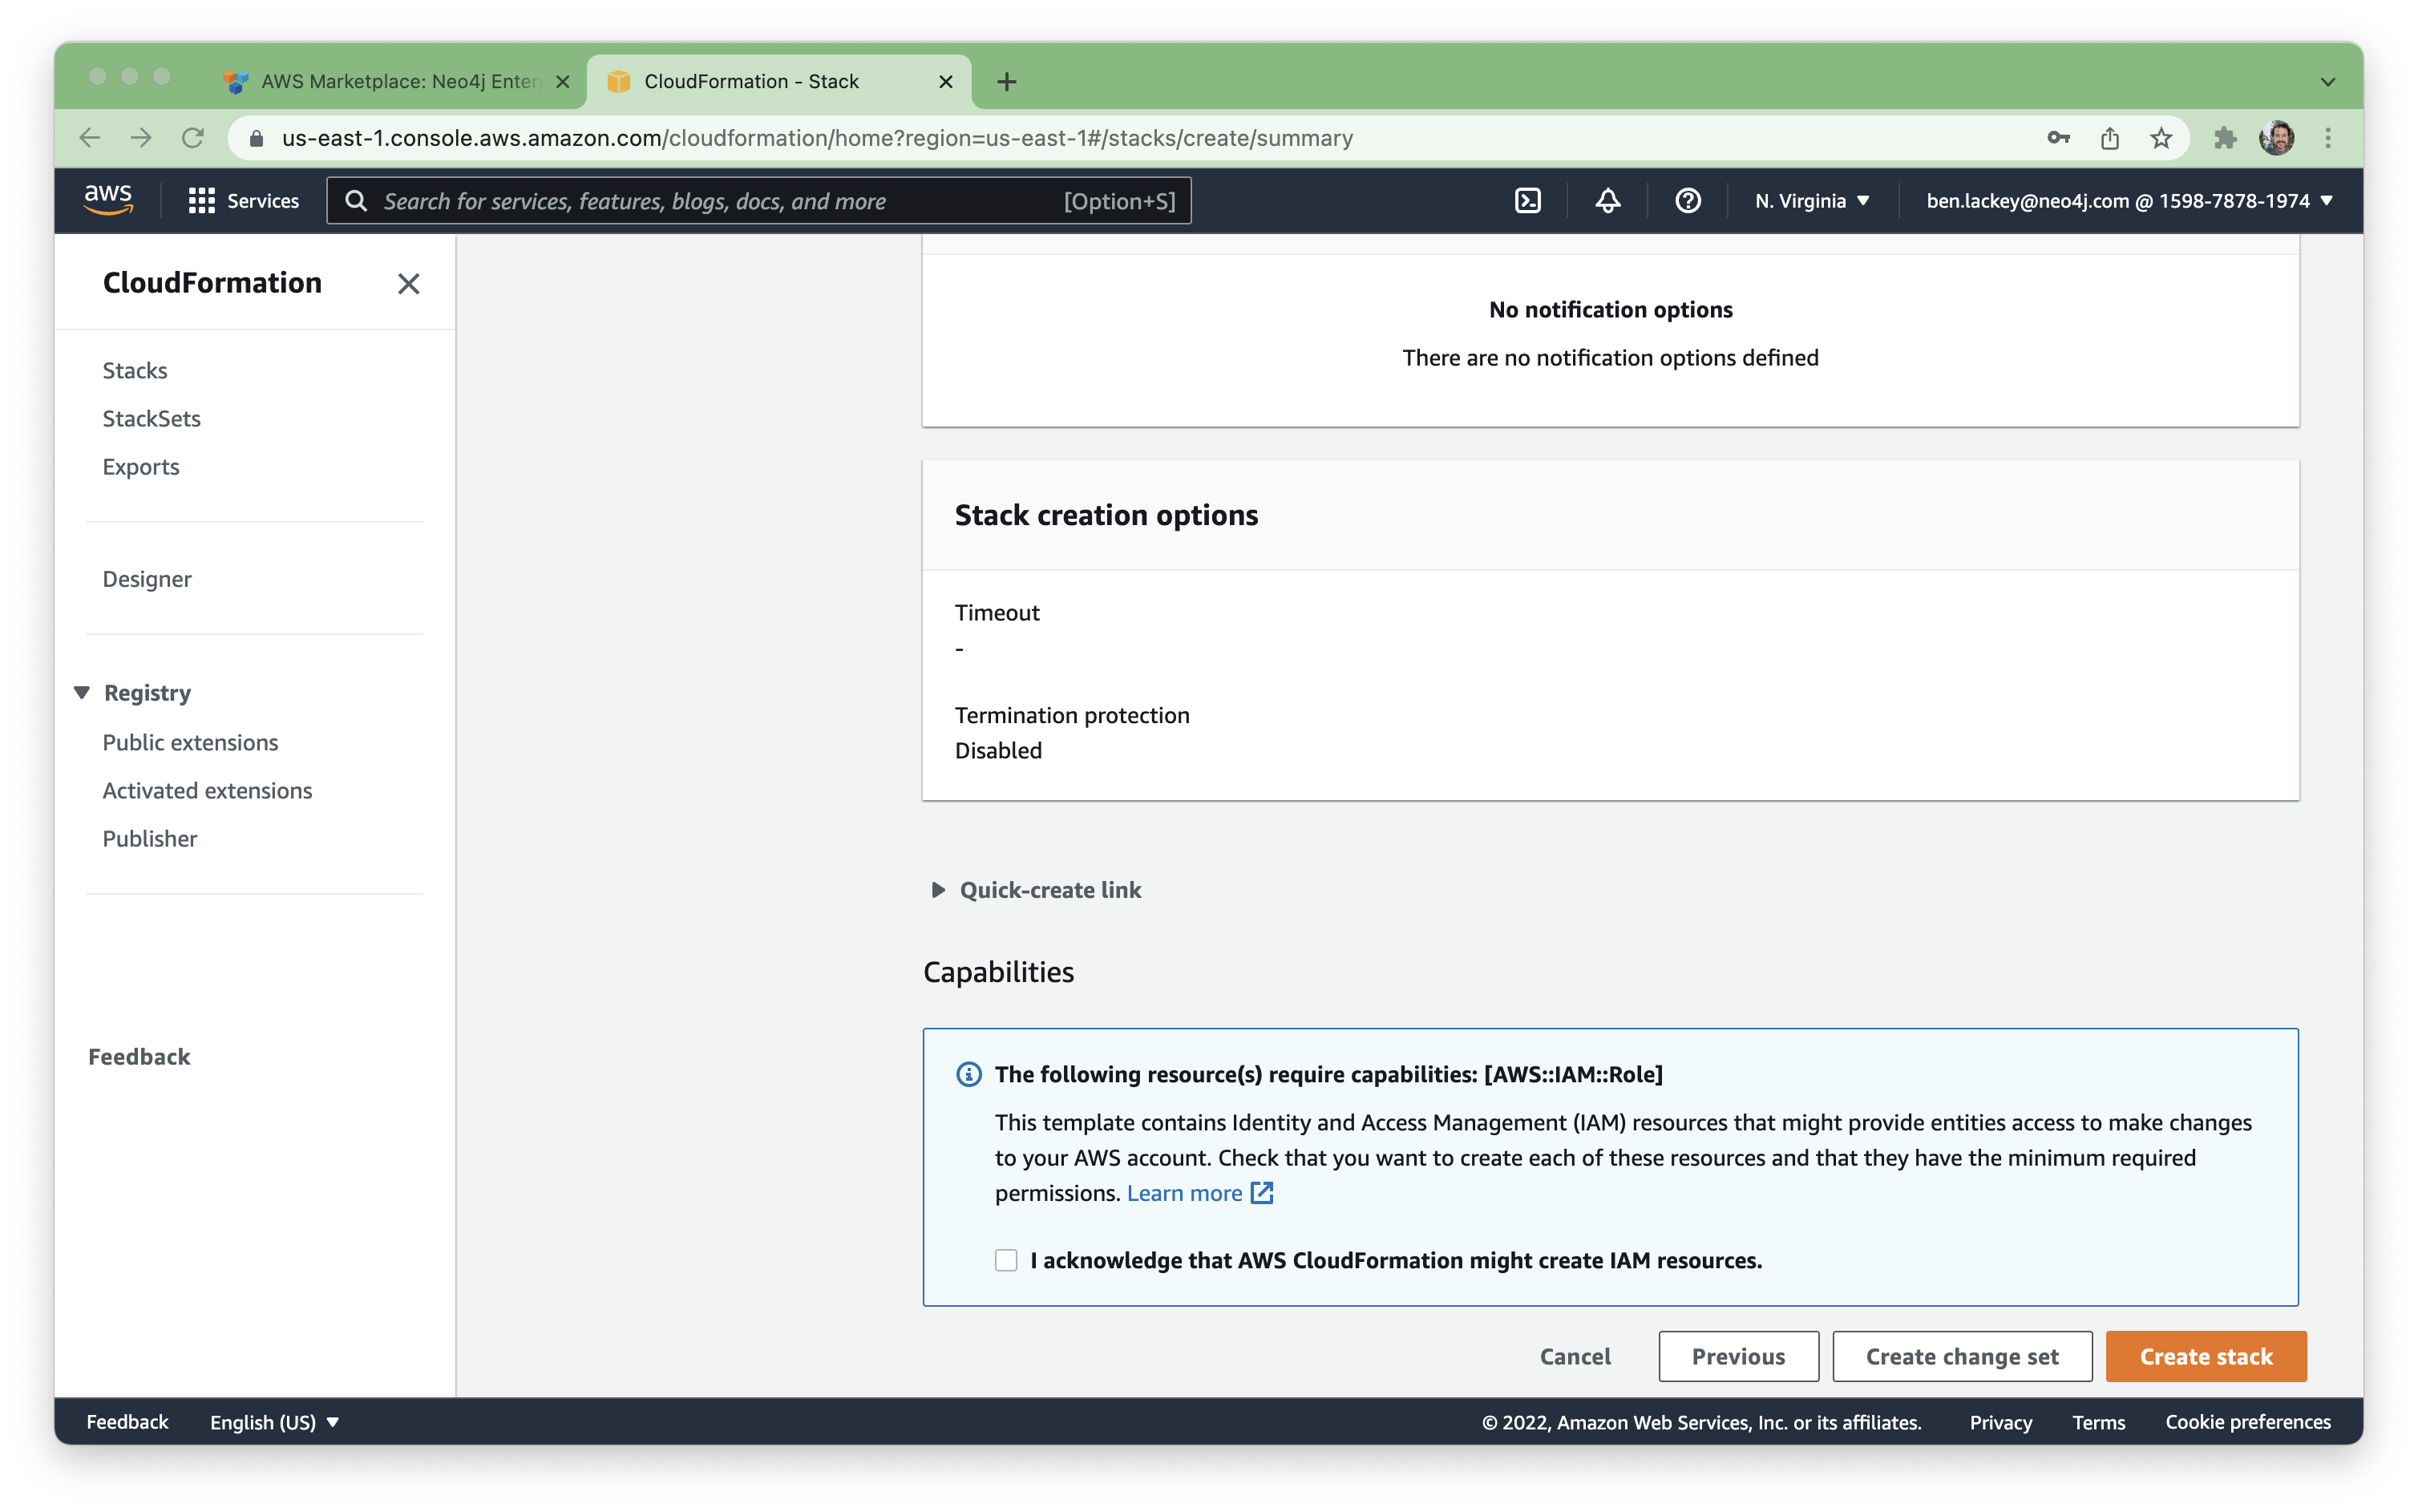 AWS Marketplace: Neo4j Enter
CloudFormation - Stack
us-east-1.console.aws.amazon.com/cloudformation/home?region=us-east-1#/stacks/create/summary
aws
Services
Search for services, features, blogs, docs, and more
[Option+S]
N. Virginia
ben.lackey@neo4j.com @ 1598-7878-1974
CloudFormation
Stacks
StackSets
Exports
Designer
Registry
Public extensions
Activated extensions
Publisher
Feedback
No notification options
There are no notification options defined
Stack creation options
Timeout
-
Termination protection
Disabled
Quick-create link
Capabilities
The following resource(s) require capabilities: [AWS::IAM::Role]
This template contains Identity and Access Management (IAM) resources that might provide entities access to make changes
to your AWS account. Check that you want to create each of these resources and that they have the minimum required
permissions. Learn more
I acknowledge that AWS CloudFormation might create IAM resources.
Cancel
Previous
Create change set
Create stack
Feedback
English (US)
© 2022, Amazon Web Services, Inc. or its affiliates.
Privacy
Terms
Cookie preferences